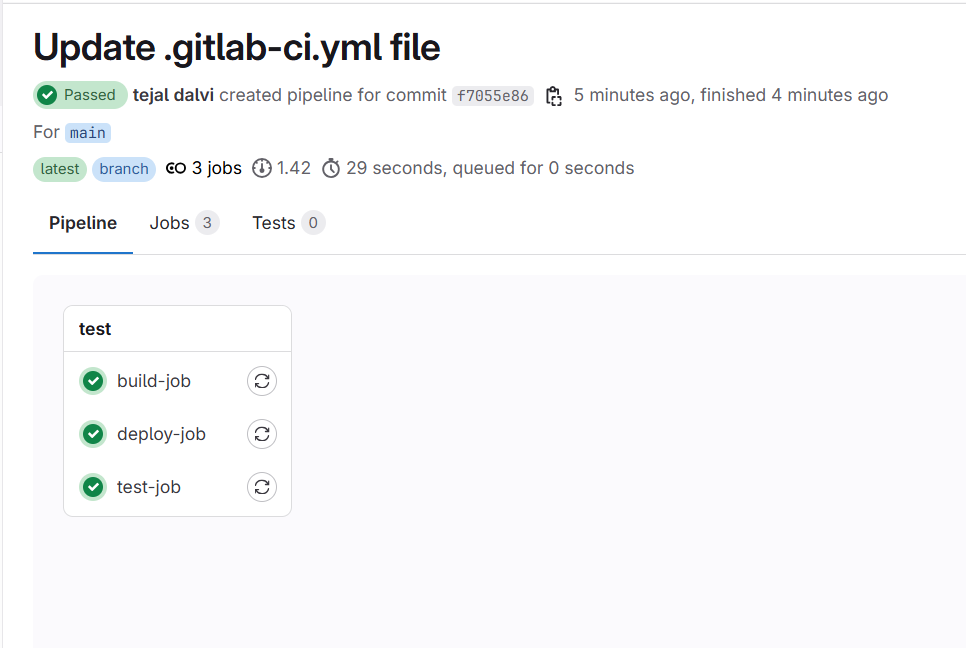 Update .gitlab-ci.yml file
Passed tejal dalvi created pipeline for commit f7055e86 5 minutes ago, finished 4 minutes ago
For main
latest branch 3 jobs 1.42 29 seconds, queued for 0 seconds
Pipeline Jobs 3 Tests 0
test
build-job
deploy-job
test-job